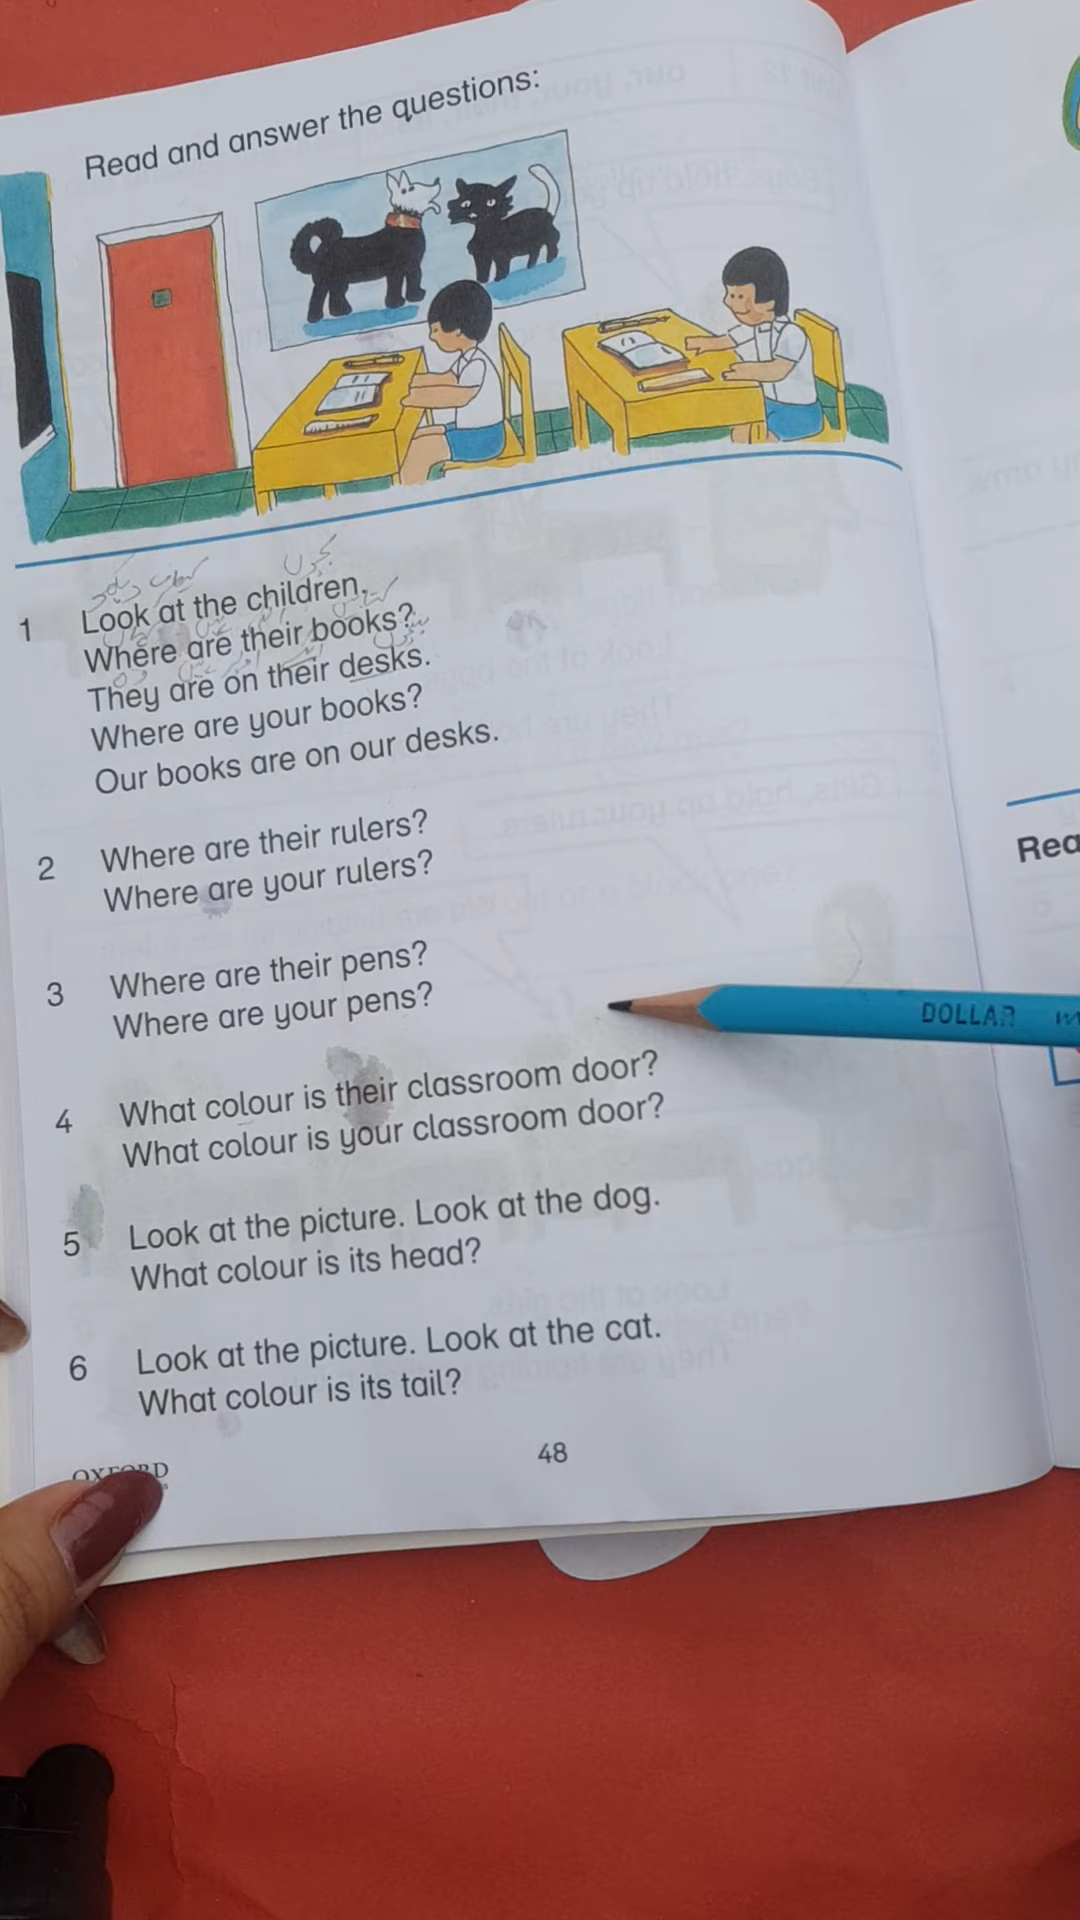 Read and answer the questions:
1 Look at the children.
Where are their books?
They are on their desks.
Where are your books?
Our books are on our desks.
2 Where are their rulers?
Where are your rulers?
3 Where are their pens?
Where are your pens?
4 What colour is their classroom door?
What colour is your classroom door?
5 Look at the picture. Look at the dog.
What colour is its head?
6 Look at the picture. Look at the cat.
What colour is its tail?
48
OXFORD
DOLLAR